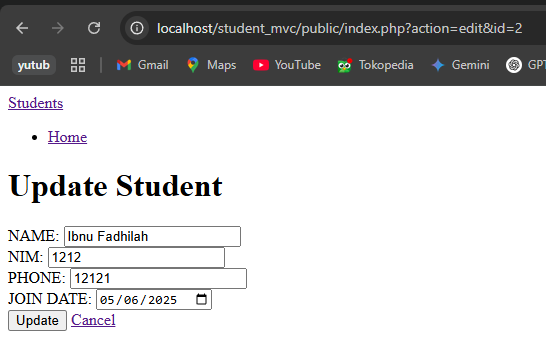 localhost/student_mvc/public/index.php?action=edit&id=2
yutub Gmail Maps YouTube Tokopedia Gemini GPT
Students
Home
Update Student
NAME: Ibnu Fadhilah
NIM: 1212
PHONE: 12121
JOIN DATE: 05/06/2025
Update Cancel